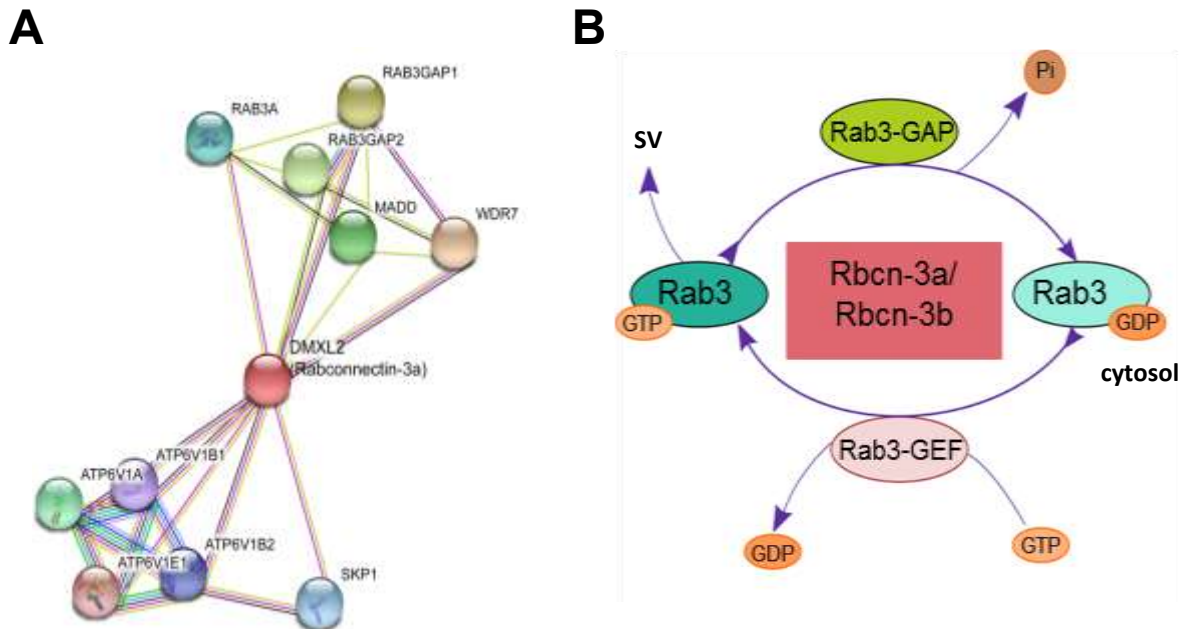 A
RAB3GAP1
RAB3A
RAB3GAP2
MADD
WDR7
DMXL2
(Rabconnectin-3a)
ATP6V1B1
ATP6V1A
ATP6V1B2
ATP6V1E1
SKP1
B
Pi
Rab3-GAP
SV
Rab3
GTP
Rbcn-3a/
Rbcn-3b
Rab3
GDP
cytosol
Rab3-GEF
GDP
GTP